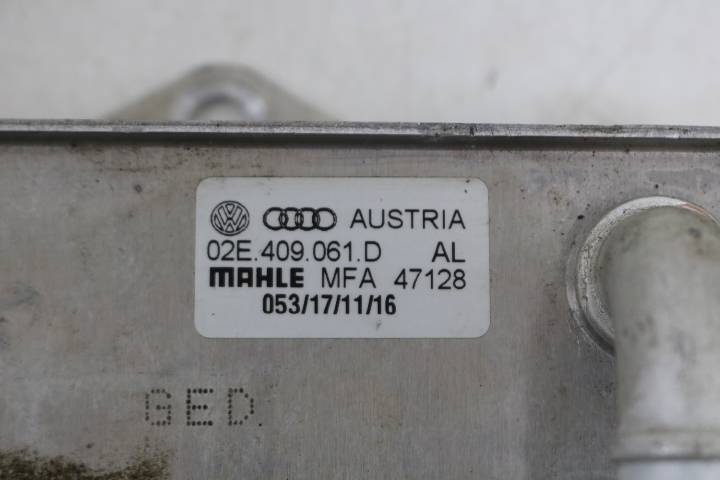 AUSTRIA
02E.409.061.D AL
MAHLE MFA 47128
053/17/11/16
GED